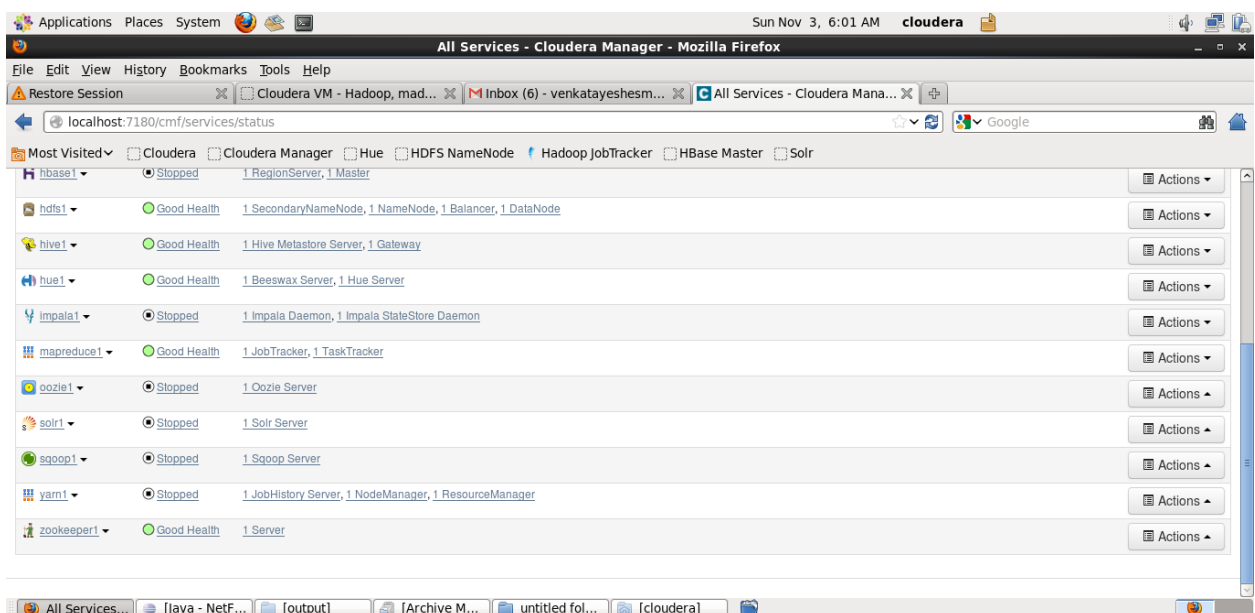 Applications Places System Sun Nov 3, 6:01 AM cloudera
All Services - Cloudera Manager - Mozilla Firefox
File Edit View History Bookmarks Tools Help
Restore Session Cloudera VM - Hadoop, mad... Inbox (6) - venkatayeshesm... All Services - Cloudera Mana...
localhost:7180/cmf/services/status Google
Most Visited Cloudera Cloudera Manager Hue HDFS NameNode Hadoop JobTracker HBase Master Solr
hbase1 Stopped 1 RegionServer, 1 Master Actions
hdfs1 Good Health 1 SecondaryNameNode, 1 NameNode, 1 Balancer, 1 DataNode Actions
hive1 Good Health 1 Hive Metastore Server, 1 Gateway Actions
hue1 Good Health 1 Beeswax Server, 1 Hue Server Actions
impala1 Stopped 1 Impala Daemon, 1 Impala StateStore Daemon Actions
mapreduce1 Good Health 1 JobTracker, 1 TaskTracker Actions
oozie1 Stopped 1 Oozie Server Actions
solr1 Stopped 1 Solr Server Actions
sqoop1 Stopped 1 Sqoop Server Actions
yarn1 Stopped 1 JobHistory Server, 1 NodeManager, 1 ResourceManager Actions
zookeeper1 Good Health 1 Server Actions
All Services... [Java - NetF... [output] [Archive M... untitled fol... [cloudera]